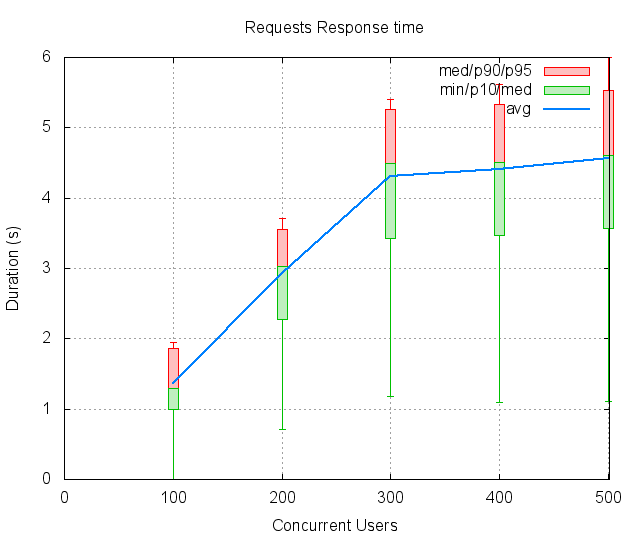 Requests Response time
med/p90/p95
min/p10/med
avg
6
5
4
3
2
1
0
Duration (s)
0 100 200 300 400 500
Concurrent Users